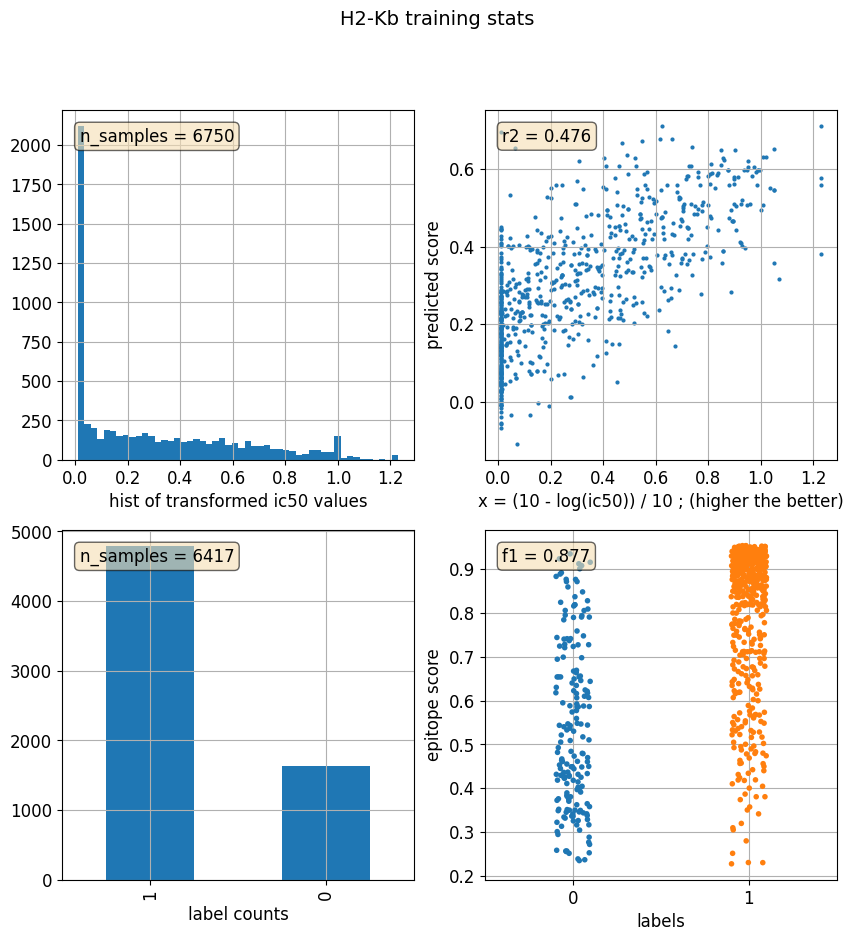 H2-Kb training stats
n_samples = 6750
2000
1750
1500
1250
1000
750
500
250
0
0.0 0.2 0.4 0.6 0.8 1.0 1.2
hist of transformed ic50 values
r2 = 0.476
predicted score
0.6
0.4
0.2
0.0
0.0 0.2 0.4 0.6 0.8 1.0 1.2
x = (10 - log(ic50)) / 10 ; (higher the better)
n_samples = 6417
5000
4000
3000
2000
1000
0
1 0
label counts
f1 = 0.877
epitope score
0.9
0.8
0.7
0.6
0.5
0.4
0.3
0.2
0 1
labels